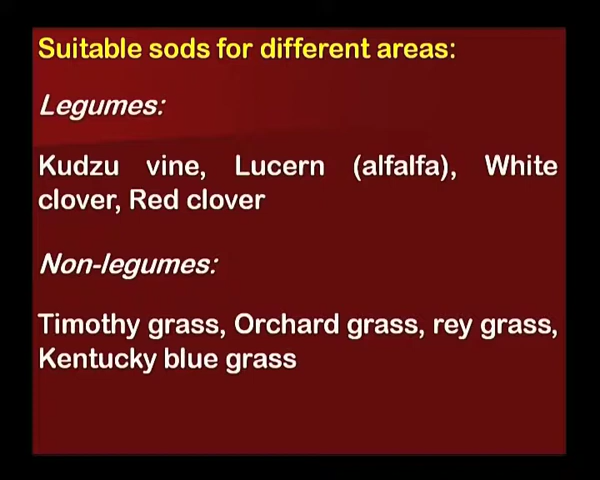 Suitable sods for different areas:
Legumes:
Kudzu vine, Lucern (alfalfa), White
clover, Red clover
Non-legumes:
Timothy grass, Orchard grass, rey grass,
Kentucky blue grass